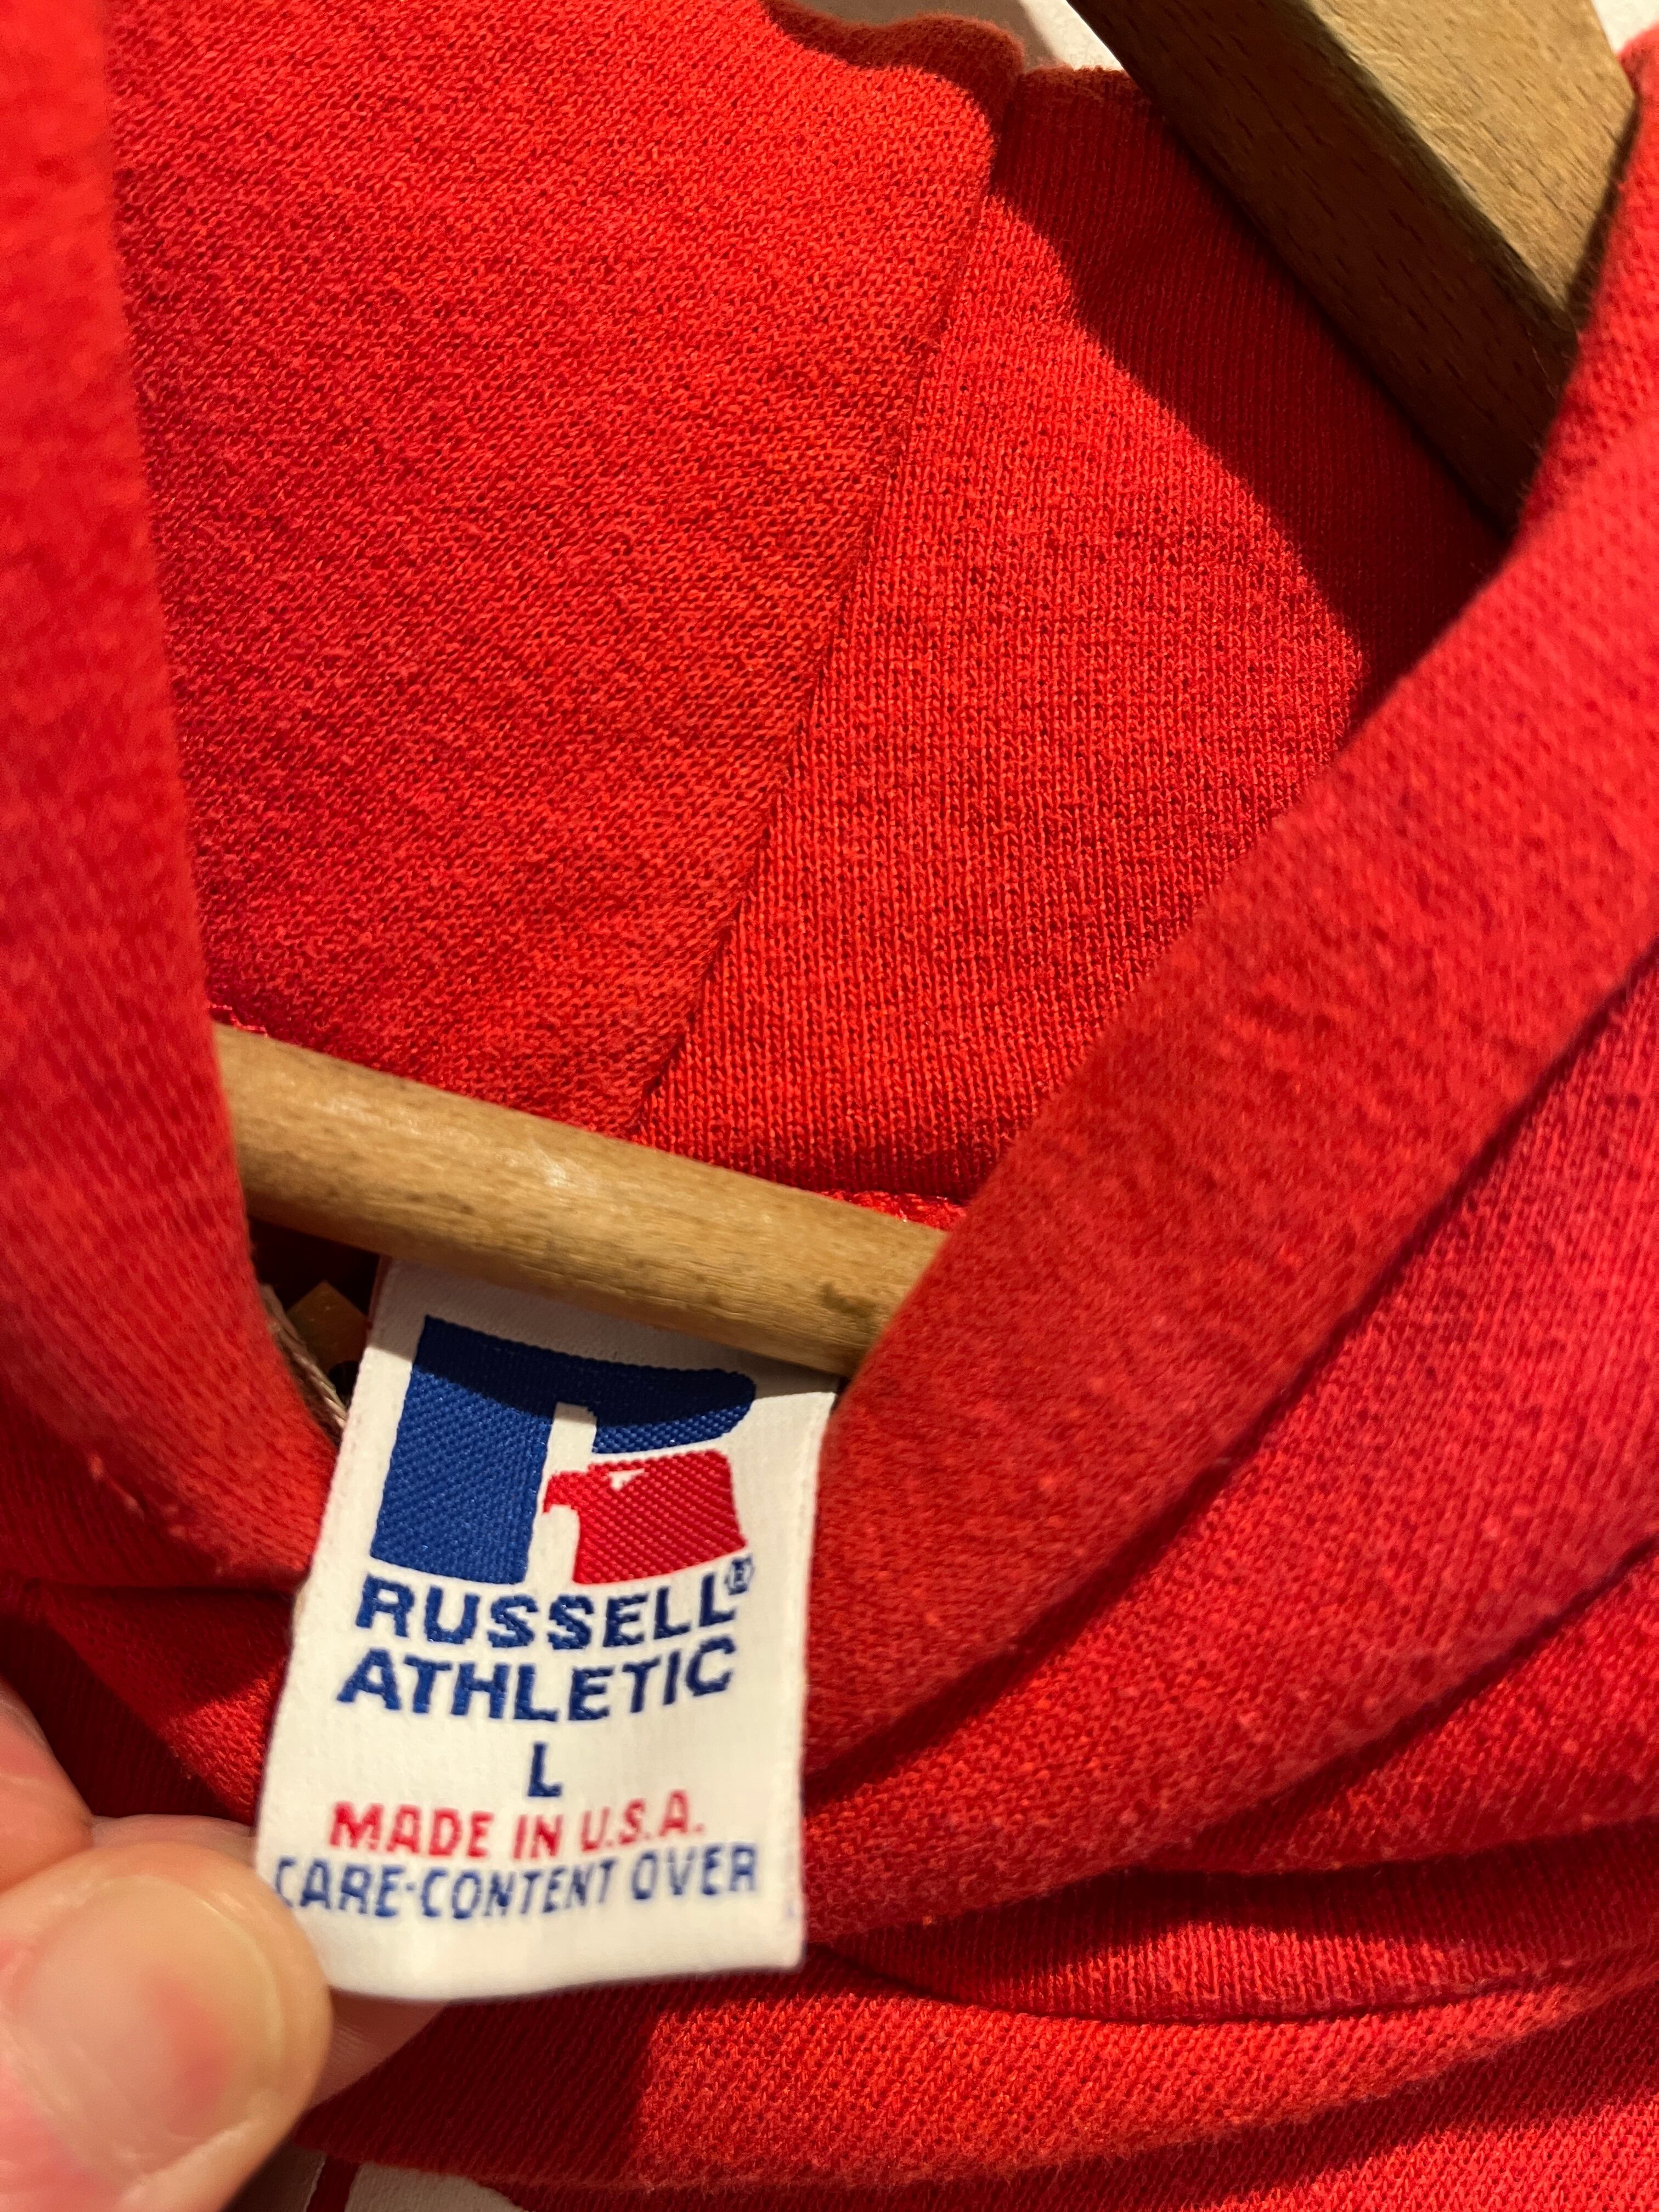 RUSSELL®
ATHLETIC
L
MADE IN U.S.A.
CARE-CONTENT OVER